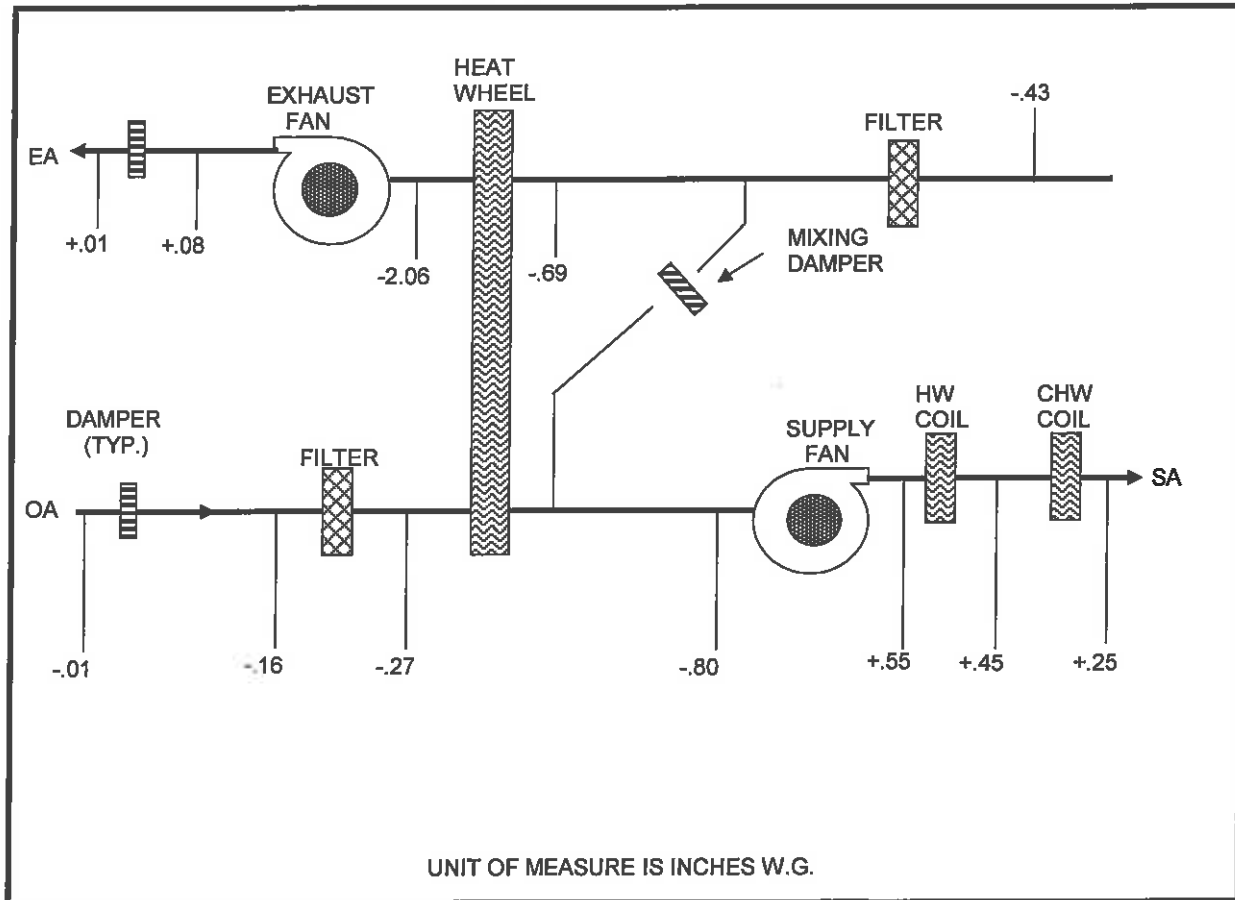 HEAT
WHEEL
EXHAUST
FAN
-.43
FILTER
EA
+.01
+.08
-2.06
-.69
MIXING
DAMPER
DAMPER
(TYP.)
FILTER
SUPPLY
FAN
HW
COIL
CHW
COIL
OA
SA
-.01
-.16
-.27
-.80
+.55
+.45
+.25
UNIT OF MEASURE IS INCHES W.G.